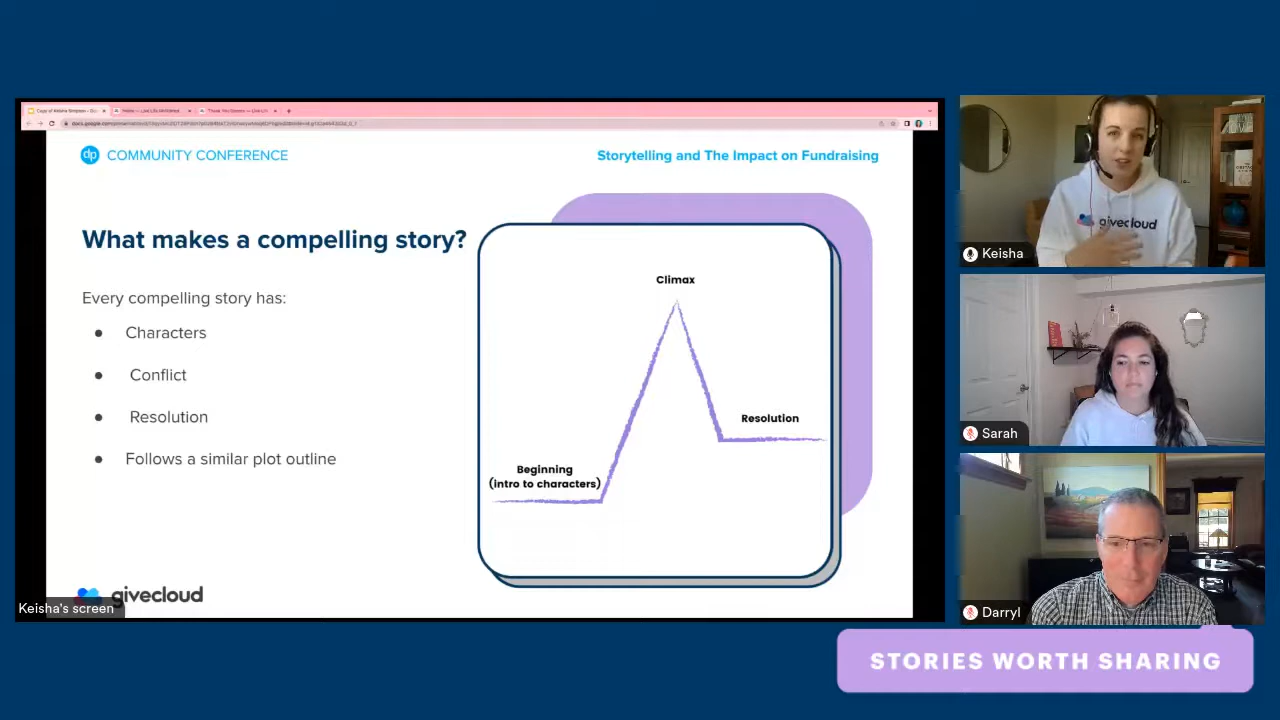 dp COMMUNITY CONFERENCE
Storytelling and The Impact on Fundraising
What makes a compelling story?
Every compelling story has:
● Characters
● Conflict
● Resolution
● Follows a similar plot outline
Climax
Resolution
Beginning
(intro to characters)
givecloud
Keisha's screen
givecloud
Keisha
Sarah
Darryl
STORIES WORTH SHARING